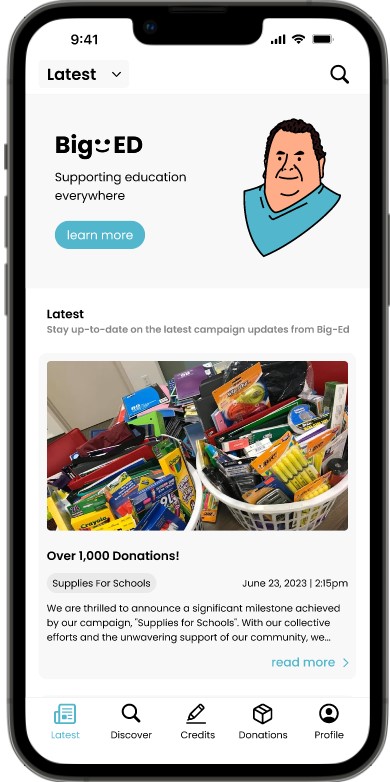 9:41
Latest
Big ED
Supporting education
everywhere
learn more
Latest
Stay up-to-date on the latest campaign updates from Big-Ed
Crayola
96
BIC
Over 1,000 Donations!
Supplies For Schools
June 23, 2023 | 2:15pm
We are thrilled to announce a significant milestone achieved
by our campaign, "Supplies for Schools". With our collective
efforts and the unwavering support of our community, we...
read more
Latest
Discover
Credits
Donations
Profile